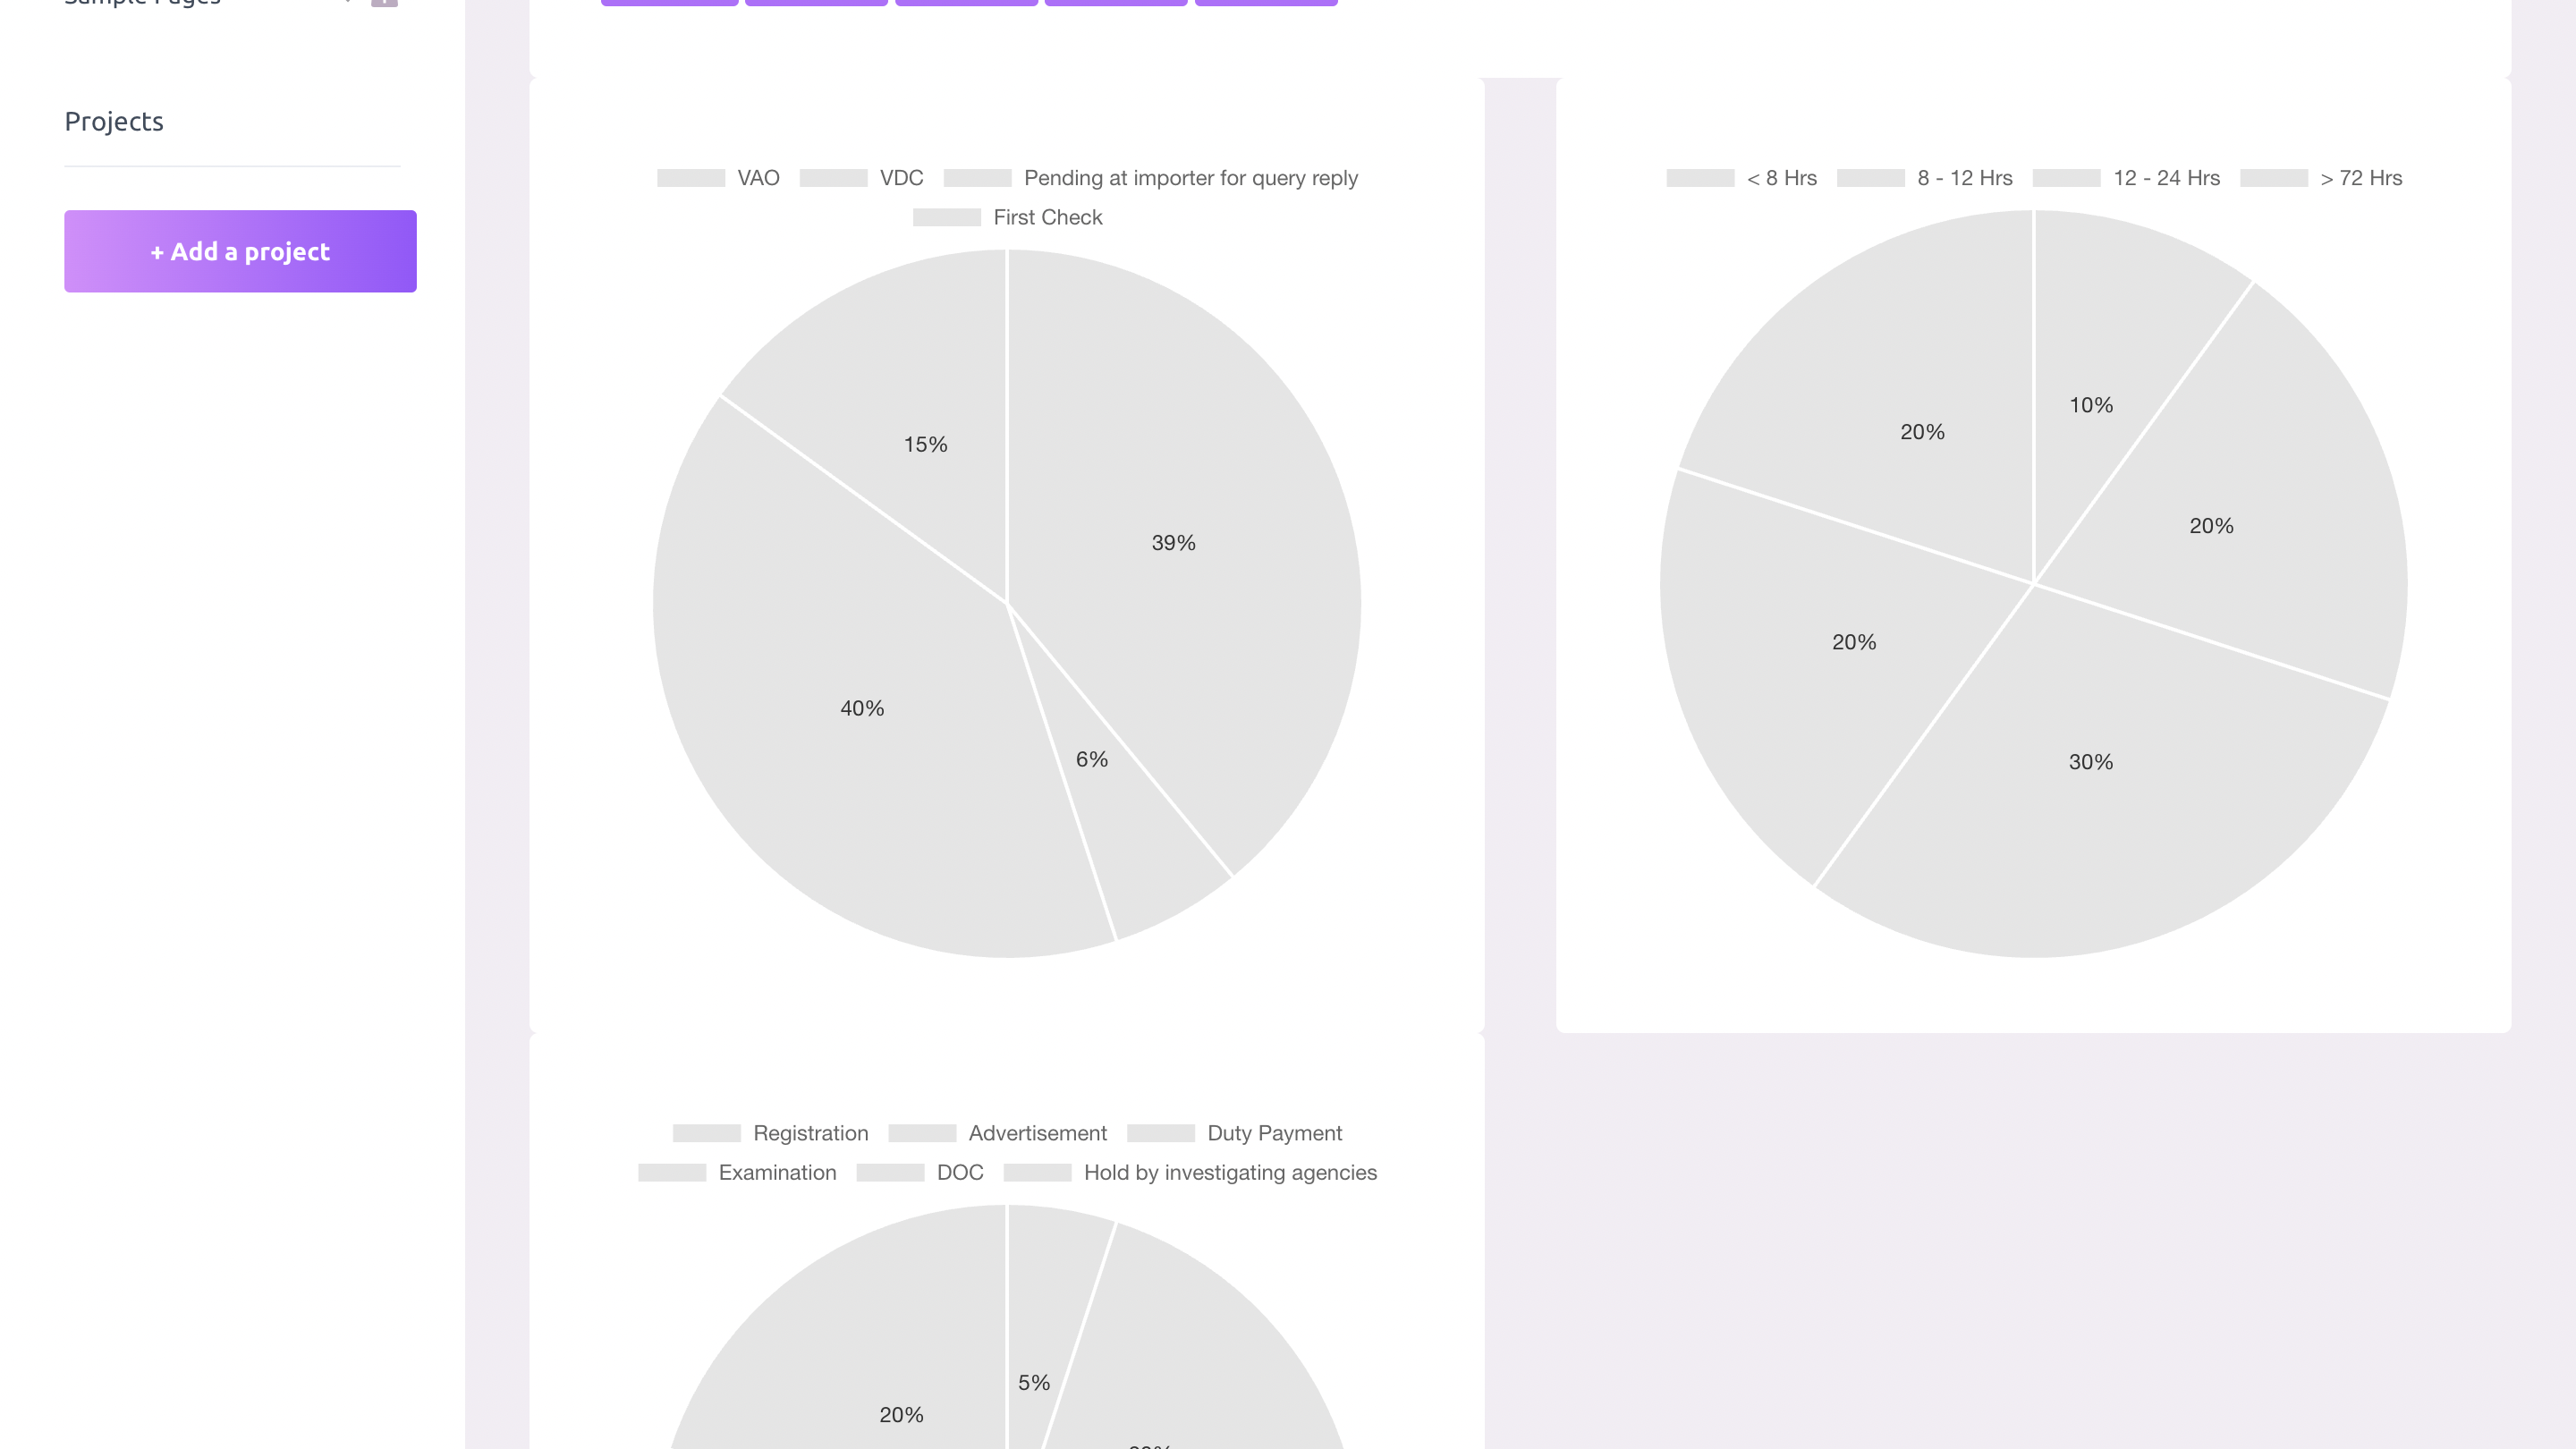 Sample Pages
Projects
+ Add a project
VAO VDC Pending at importer for query reply
First Check
15%
39%
40%
6%
< 8 Hrs 8 - 12 Hrs 12 - 24 Hrs > 72 Hrs
10%
20%
20%
20%
30%
Registration Advertisement Duty Payment
Examination DOC Hold by investigating agencies
5%
20%